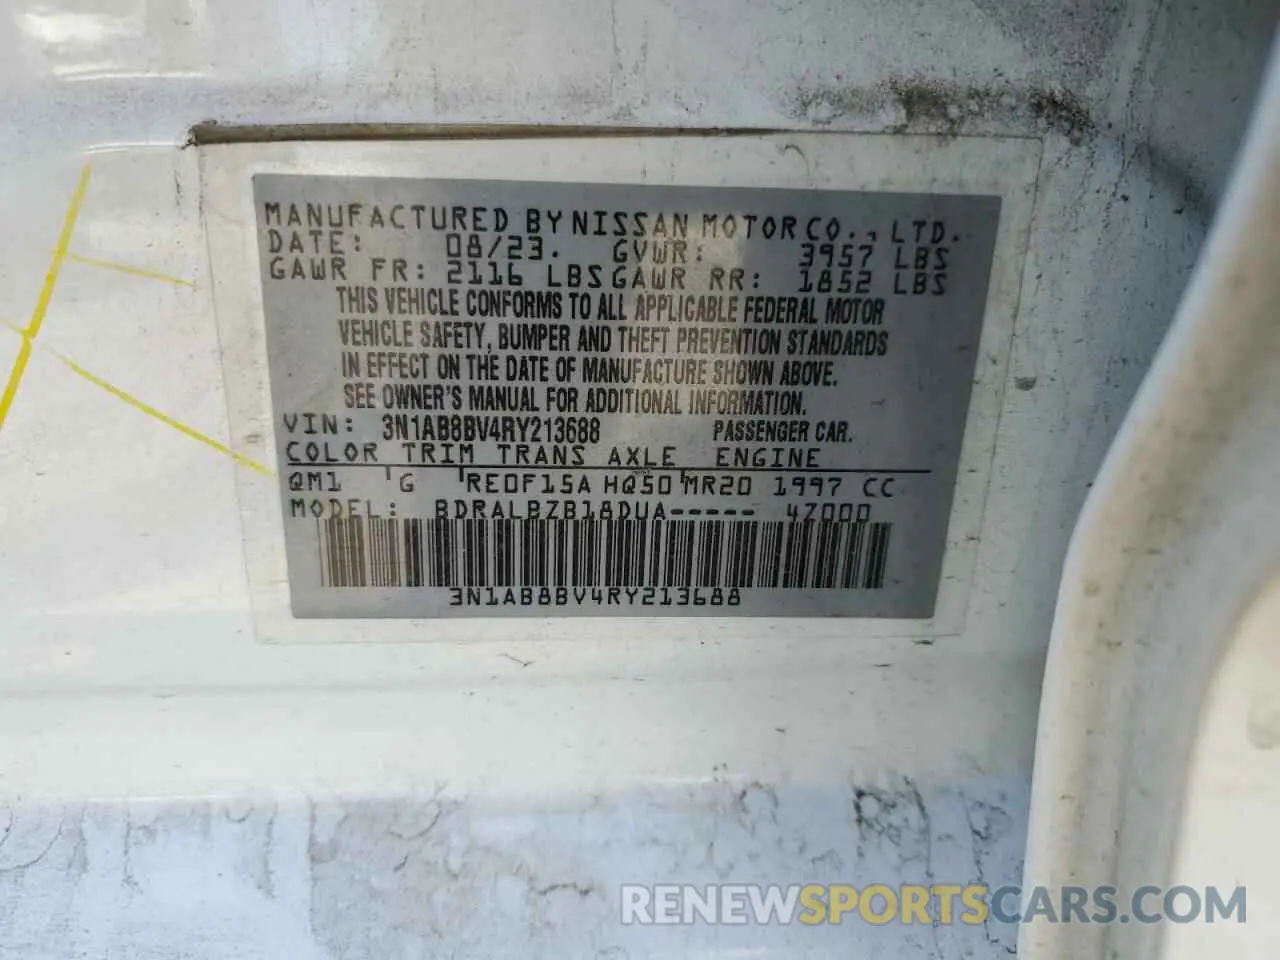 MANUFACTURED BY NISSAN MOTOR CO., LTD.
DATE: 08/23. GVWR: 3957 LBS
GAWR FR: 2116 LBS GAWR RR: 1852 LBS
THIS VEHICLE CONFORMS TO ALL APPLICABLE FEDERAL MOTOR
VEHICLE SAFETY, BUMPER AND THEFT PREVENTION STANDARDS
IN EFFECT ON THE DATE OF MANUFACTURE SHOWN ABOVE.
SEE OWNER'S MANUAL FOR ADDITIONAL INFORMATION.
VIN: 3N1AB8BV4RY213688 PASSENGER CAR.
COLOR TRIM TRANS AXLE ENGINE
QM1 G RE0F15A HQ50 MR20 1997 CC
MODEL: BDRALBZB18DUA----- 47000
3N1AB8BV4RY213688
RENEWSPORTSCARS.COM